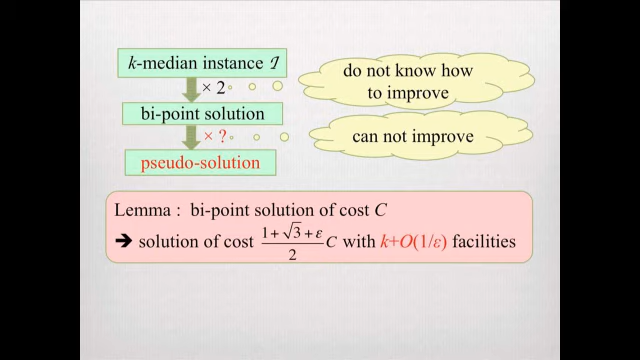 k-median instance ℐ
× 2
do not know how
to improve
bi-point solution
× ?
can not improve
pseudo-solution
Lemma : bi-point solution of cost C
➔ solution of cost (1+√3+ε)/2 C with k+O(1/ε) facilities